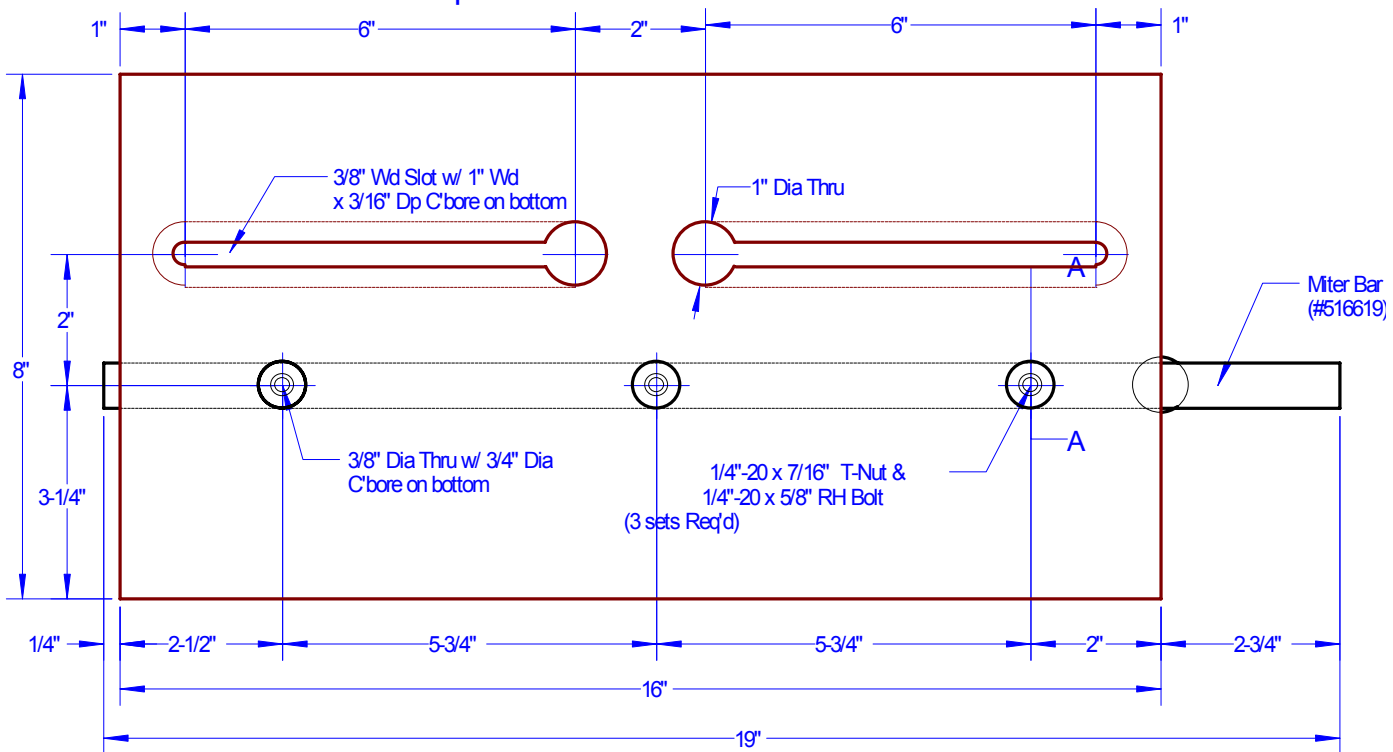 1"
6"
2"
6"
1"
3/8" Wd Slot w/ 1" Wd
x 3/16" Dp C'bore on bottom
1" Dia Thru
A
Miter Bar
(#516619)
2"
8"
3/8" Dia Thru w/ 3/4" Dia
C'bore on bottom
A
1/4"-20 x 7/16" T-Nut &
1/4"-20 x 5/8" RH Bolt
(3 sets Req'd)
3-1/4"
1/4"
2-1/2"
5-3/4"
5-3/4"
2"
2-3/4"
16"
19"